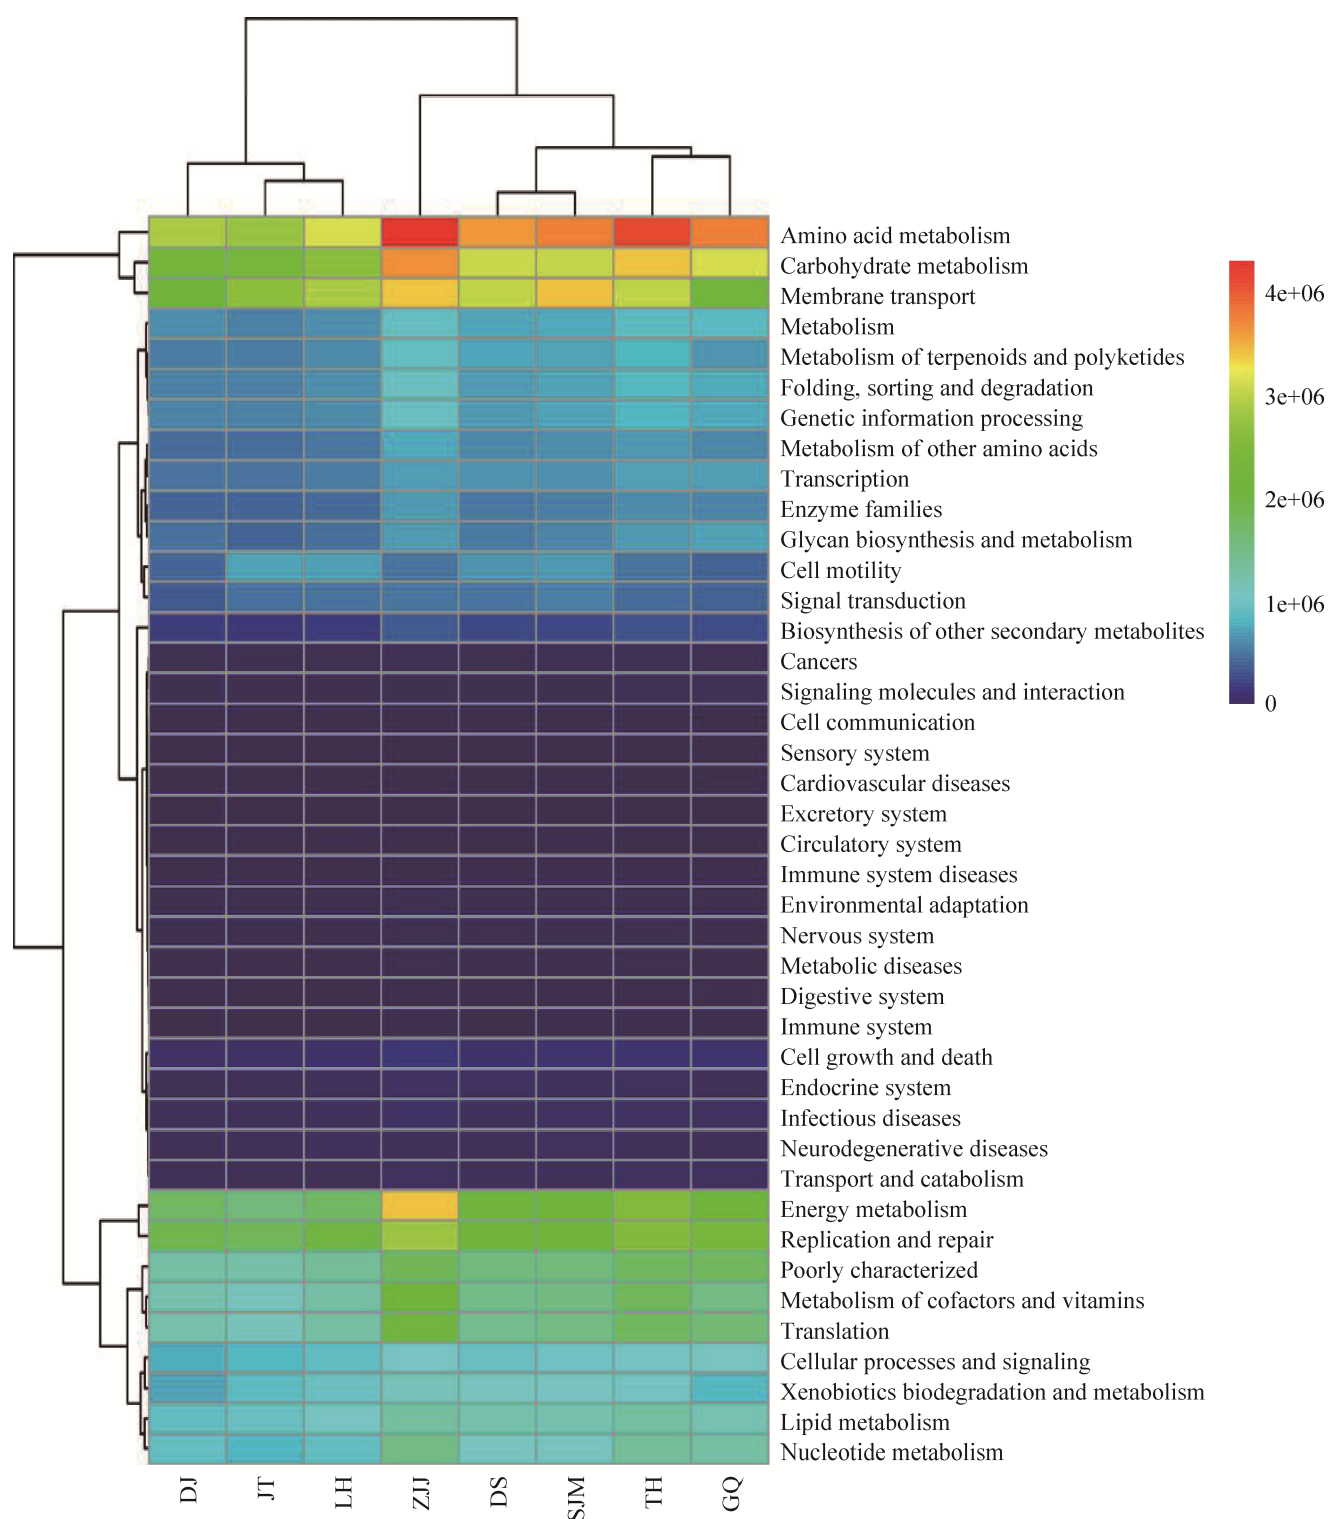 Amino acid metabolism
Carbohydrate metabolism
Membrane transport
Metabolism
Metabolism of terpenoids and polyketides
Folding, sorting and degradation
Genetic information processing
Metabolism of other amino acids
Transcription
Enzyme families
Glycan biosynthesis and metabolism
Cell motility
Signal transduction
Biosynthesis of other secondary metabolites
Cancers
Signaling molecules and interaction
Cell communication
Sensory system
Cardiovascular diseases
Excretory system
Circulatory system
Immune system diseases
Environmental adaptation
Nervous system
Metabolic diseases
Digestive system
Immune system
Cell growth and death
Endocrine system
Infectious diseases
Neurodegenerative diseases
Transport and catabolism
Energy metabolism
Replication and repair
Poorly characterized
Metabolism of cofactors and vitamins
Translation
Cellular processes and signaling
Xenobiotics biodegradation and metabolism
Lipid metabolism
Nucleotide metabolism
4e+06
3e+06
2e+06
1e+06
0
DJ
JT
LH
ZJJ
DS
SJM
TH
GQ